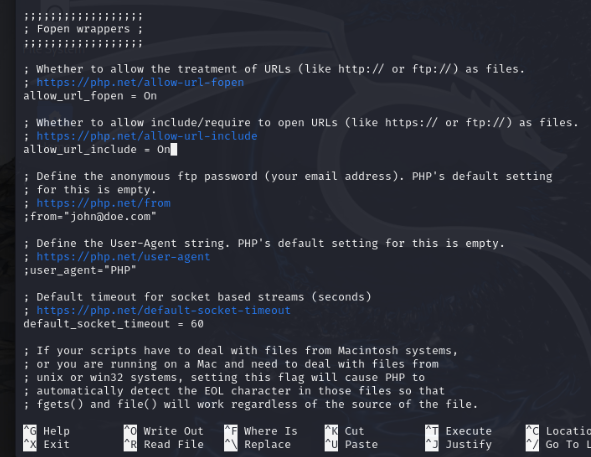 ;;;;;;;;;;;;;;;;;;
; Fopen wrappers ;
;;;;;;;;;;;;;;;;;;
; Whether to allow the treatment of URLs (like http:// or ftp://) as files.
; https://php.net/allow-url-fopen
allow_url_fopen = On
; Whether to allow include/require to open URLs (like https:// or ftp://) as files.
; https://php.net/allow-url-include
allow_url_include = On
; Define the anonymous ftp password (your email address). PHP's default setting
; for this is empty.
; https://php.net/from
;from="john@doe.com"
; Define the User-Agent string. PHP's default setting for this is empty.
; https://php.net/user-agent
;user_agent="PHP"
; Default timeout for socket based streams (seconds)
; https://php.net/default-socket-timeout
default_socket_timeout = 60
; If your scripts have to deal with files from Macintosh systems,
; or you are running on a Mac and need to deal with files from
; unix or win32 systems, setting this flag will cause PHP to
; automatically detect the EOL character in those files so that
; fgets() and file() will work regardless of the source of the file.
^G Help ^O Write Out ^F Where Is ^K Cut ^T Execute ^C Locatio
^X Exit ^R Read File ^\ Replace ^U Paste ^J Justify ^/ Go To L